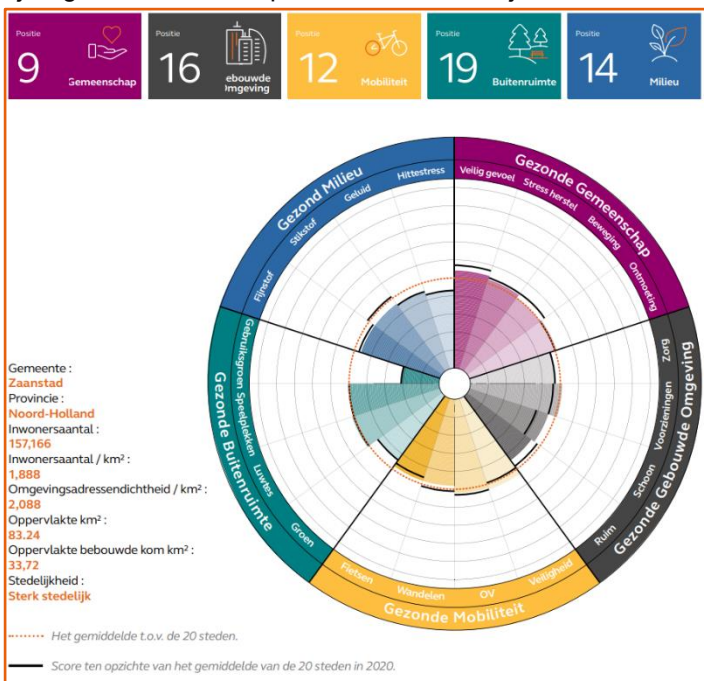 Positie
9
Gemeenschap
Positie
16
ebouwde
mgeving
Positie
12
Mobiliteit
Positie
19
Buitenruimte
Positie
14
Milieu
Gezond Milieu
Fijnstof
Stikstof
Geluid
Hittestress
Gezonde Gemeenschap
Veilig gevoel
Stress herstel
Beweging
Ontmoeting
Gezonde Gebouwde Omgeving
Zorg
Voorzieningen
Schoon
Ruim
Gezonde Mobiliteit
Fietsen
Wandelen
OV
Veiligheid
Gezonde Buitenruimte
Gebruiksgroen
Speelplekken
Luwtes
Groen
Gemeente :
Zaanstad
Provincie :
Noord-Holland
Inwonersaantal :
157,166
Inwonersaantal / km² :
1,888
Omgevingsadressendichtheid / km² :
2,088
Oppervlakte km² :
83.24
Oppervlakte bebouwde kom km² :
33,72
Stedelijkheid :
Sterk stedelijk
Het gemiddelde t.o.v. de 20 steden.
Score ten opzichte van het gemiddelde van de 20 steden in 2020.